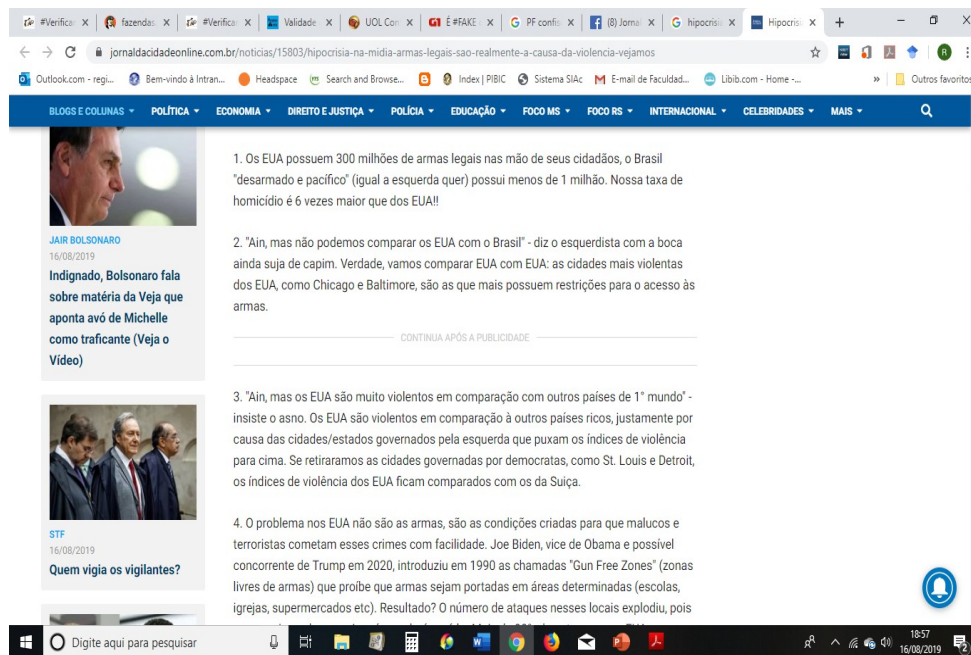 #Verifica
fazendas
#Verifica
Validade
UOL Con
É #FAKE
PF confis
(8) Jornal
hipocrisi
Hipocris
jornaldacidadeonline.com.br/noticias/15803/hipocrisia-na-midia-armas-legais-sao-realmente-a-causa-da-violencia-vejamos
Outlook.com - regi...
Bem-vindo à Intran...
Headspace
Search and Browse...
Index | PIBIC
Sistema SIAc
E-mail de Faculdad...
Libib.com - Home -...
»
Outros favoritos
BLOGS E COLUNAS
POLÍTICA
ECONOMIA
DIREITO E JUSTIÇA
POLÍCIA
EDUCAÇÃO
FOCO MS
FOCO RS
INTERNACIONAL
CELEBRIDADES
MAIS
JAIR BOLSONARO
16/08/2019
Indignado, Bolsonaro fala
sobre matéria da Veja que
aponta avó de Michelle
como traficante (Veja o
Vídeo)
STF
16/08/2019
Quem vigia os vigilantes?
1. Os EUA possuem 300 milhões de armas legais nas mão de seus cidadãos, o Brasil
"desarmado e pacífico" (igual a esquerda quer) possui menos de 1 milhão. Nossa taxa de
homicídio é 6 vezes maior que dos EUA!!
2. "Ain, mas não podemos comparar os EUA com o Brasil" - diz o esquerdista com a boca
ainda suja de capim. Verdade, vamos comparar EUA com EUA: as cidades mais violentas
dos EUA, como Chicago e Baltimore, são as que mais possuem restrições para o acesso às
armas.
CONTINUA APÓS A PUBLICIDADE
3. "Ain, mas os EUA são muito violentos em comparação com outros países de 1° mundo" -
insiste o asno. Os EUA são violentos em comparação à outros países ricos, justamente por
causa das cidades/estados governados pela esquerda que puxam os índices de violência
para cima. Se retiraramos as cidades governadas por democratas, como St. Louis e Detroit,
os índices de violência dos EUA ficam comparados com os da Suiça.
4. O problema nos EUA não são as armas, são as condições criadas para que malucos e
terroristas cometam esses crimes com facilidade. Joe Biden, vice de Obama e possível
concorrente de Trump em 2020, introduziu em 1990 as chamadas "Gun Free Zones" (zonas
livres de armas) que proíbe que armas sejam portadas em áreas determinadas (escolas,
igrejas, supermercados etc). Resultado? O número de ataques nesses locais explodiu, pois
Digite aqui para pesquisar
18:57
16/08/2019